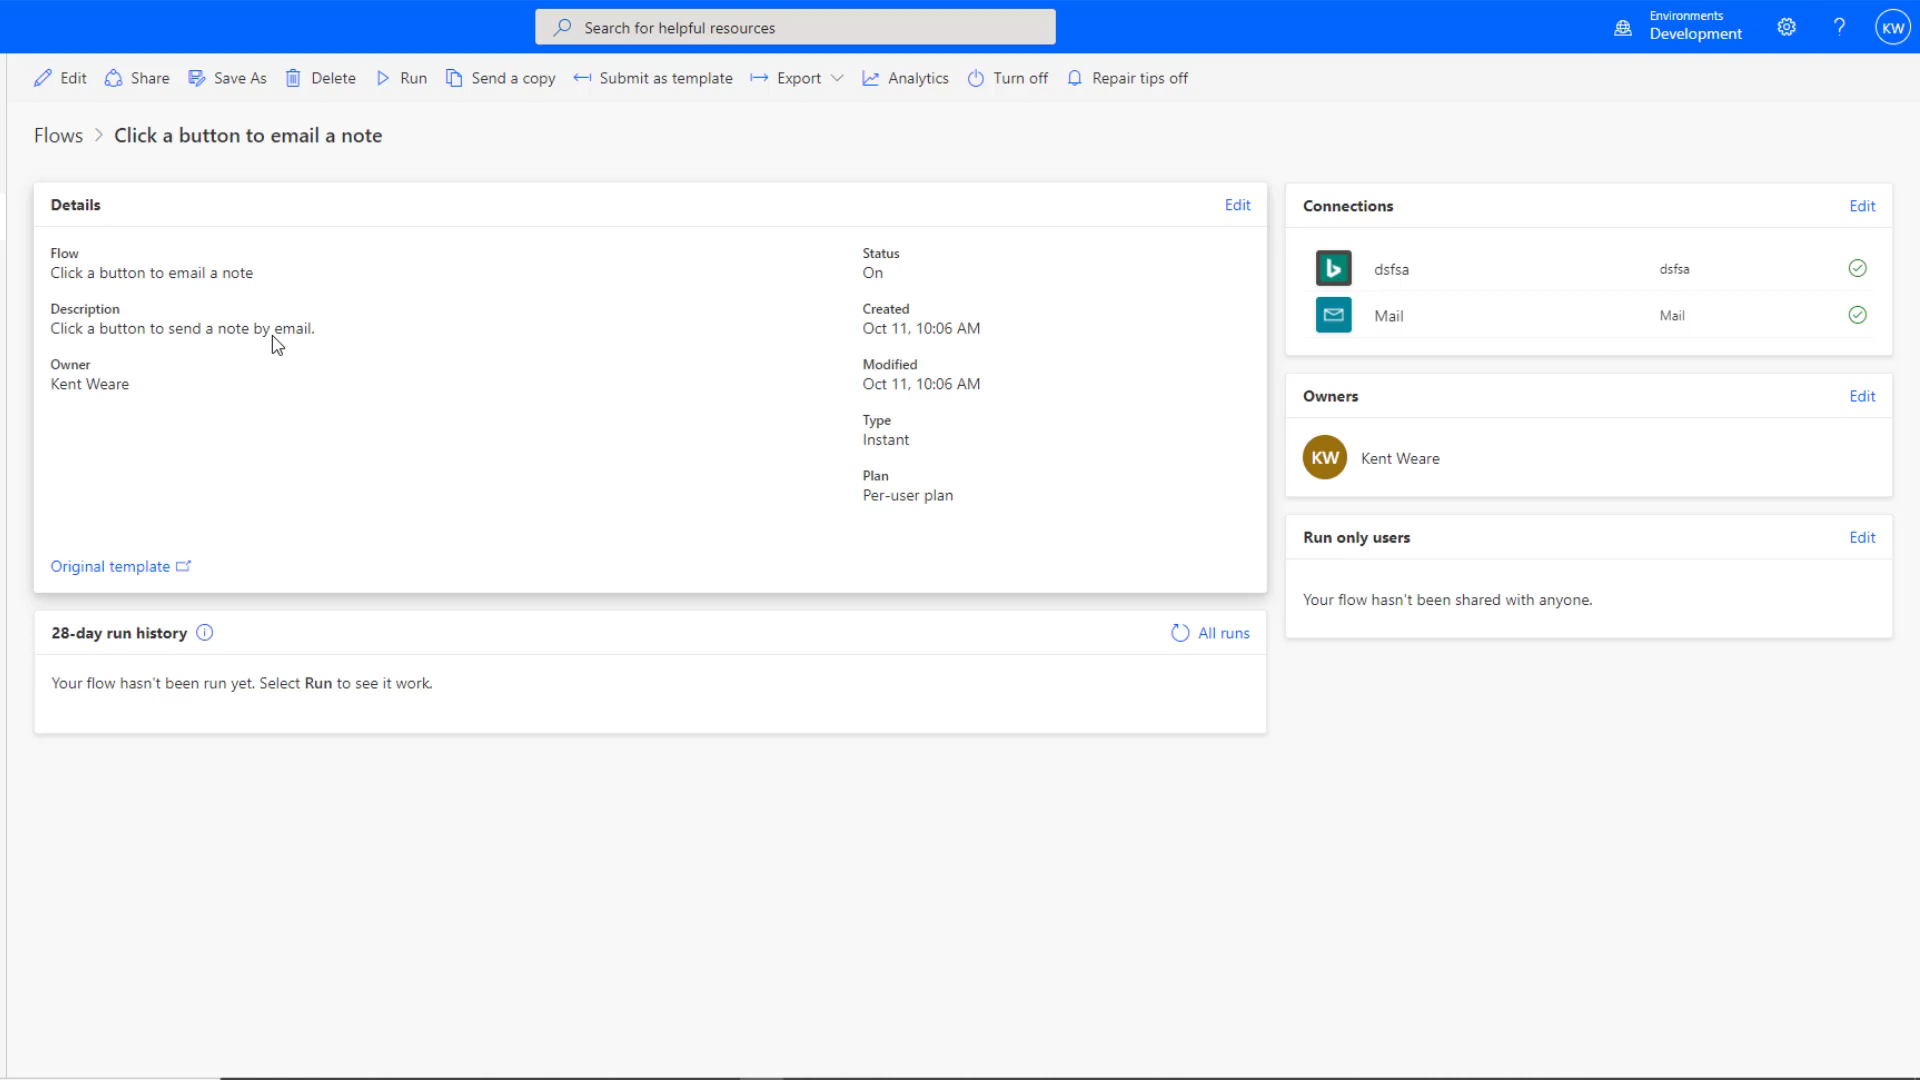 Search for helpful resources
Environments
Development
KW
Edit Share Save As Delete Run Send a copy Submit as template Export Analytics Turn off Repair tips off
Flows > Click a button to email a note
Details Edit
Flow
Click a button to email a note
Description
Click a button to send a note by email.
Owner
Kent Weare
Status
On
Created
Oct 11, 10:06 AM
Modified
Oct 11, 10:06 AM
Type
Instant
Plan
Per-user plan
Original template
28-day run history All runs
Your flow hasn't been run yet. Select Run to see it work.
Connections Edit
dsfsa dsfsa
Mail Mail
Owners Edit
KW Kent Weare
Run only users Edit
Your flow hasn't been shared with anyone.